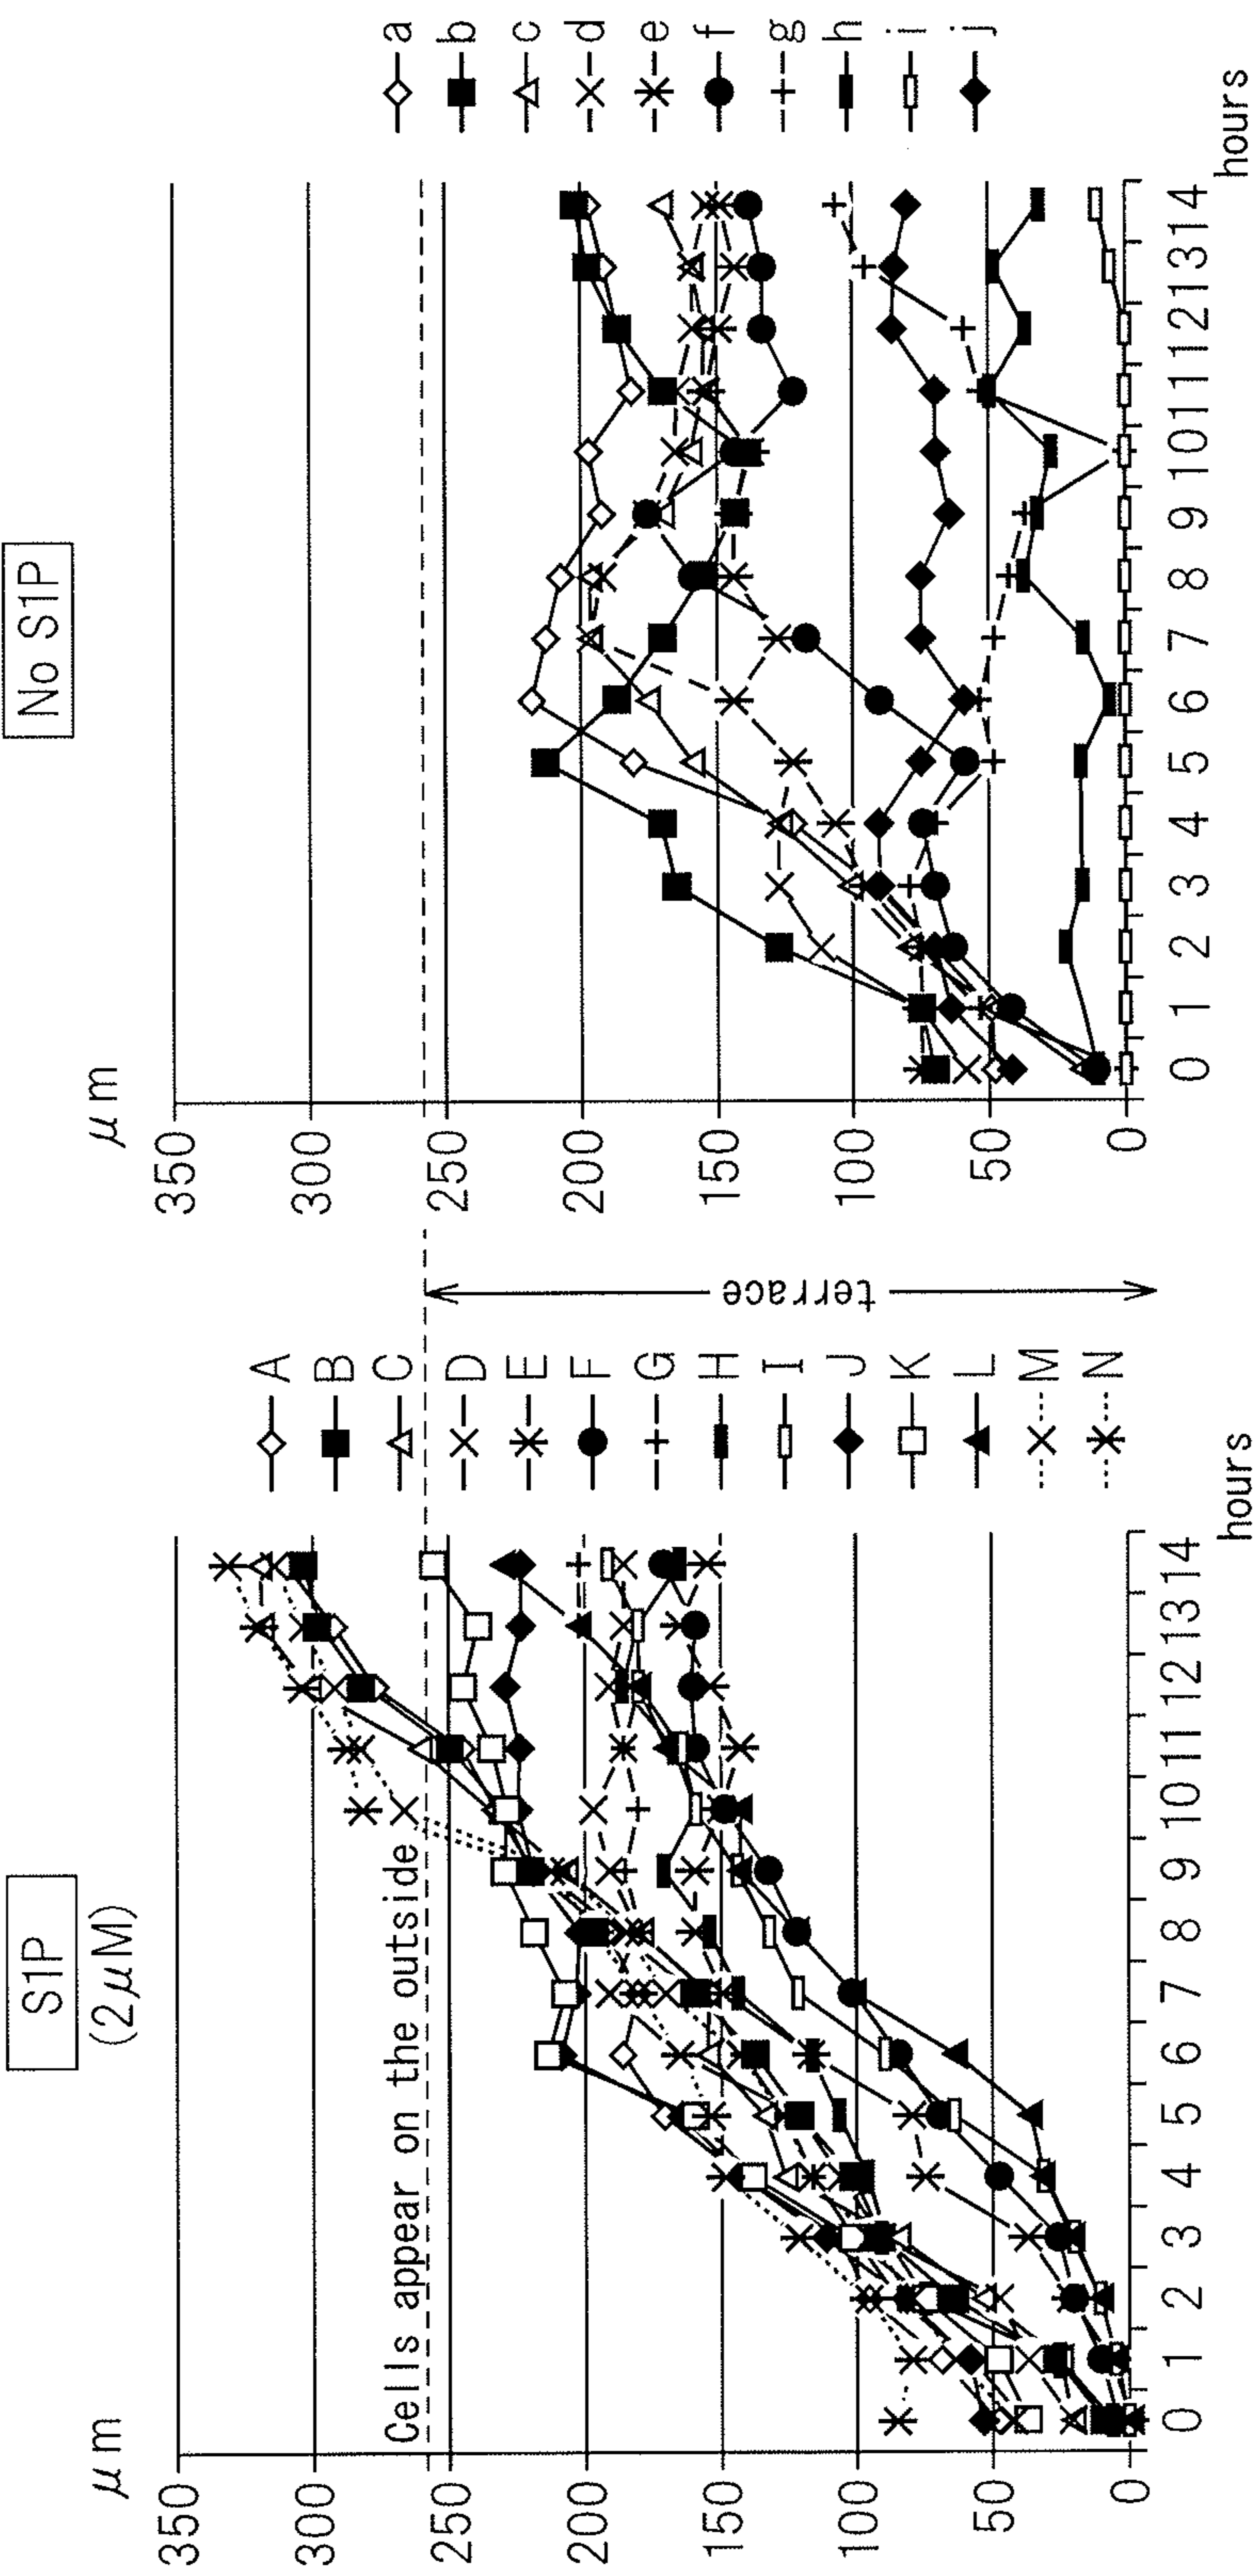 S1P
(2μM)
μm
350
300
250
200
150
100
50
0
Cells appear on the outside
0 1 2 3 4 5 6 7 8 9 10 11 12 13 14
hours
A
B
C
D
E
F
G
H
I
J
K
L
M
N
terrace
No S1P
μm
350
300
250
200
150
100
50
0
0 1 2 3 4 5 6 7 8 9 10 11 12 13 14
hours
a
b
c
d
e
f
g
h
i
j